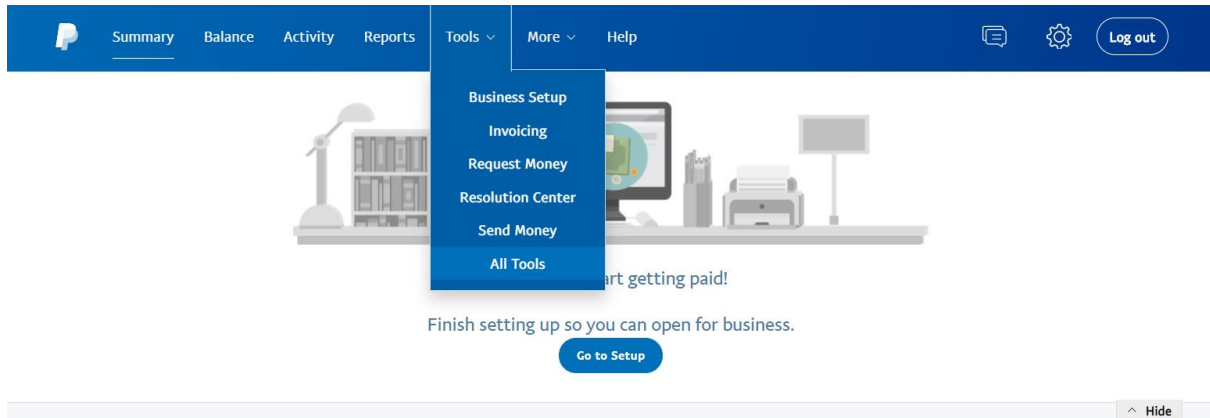 Summary Balance Activity Reports Tools More Help Log out
Business Setup
Invoicing
Request Money
Resolution Center
Send Money
All Tools
getting paid!
Finish setting up so you can open for business.
Go to Setup
Hide